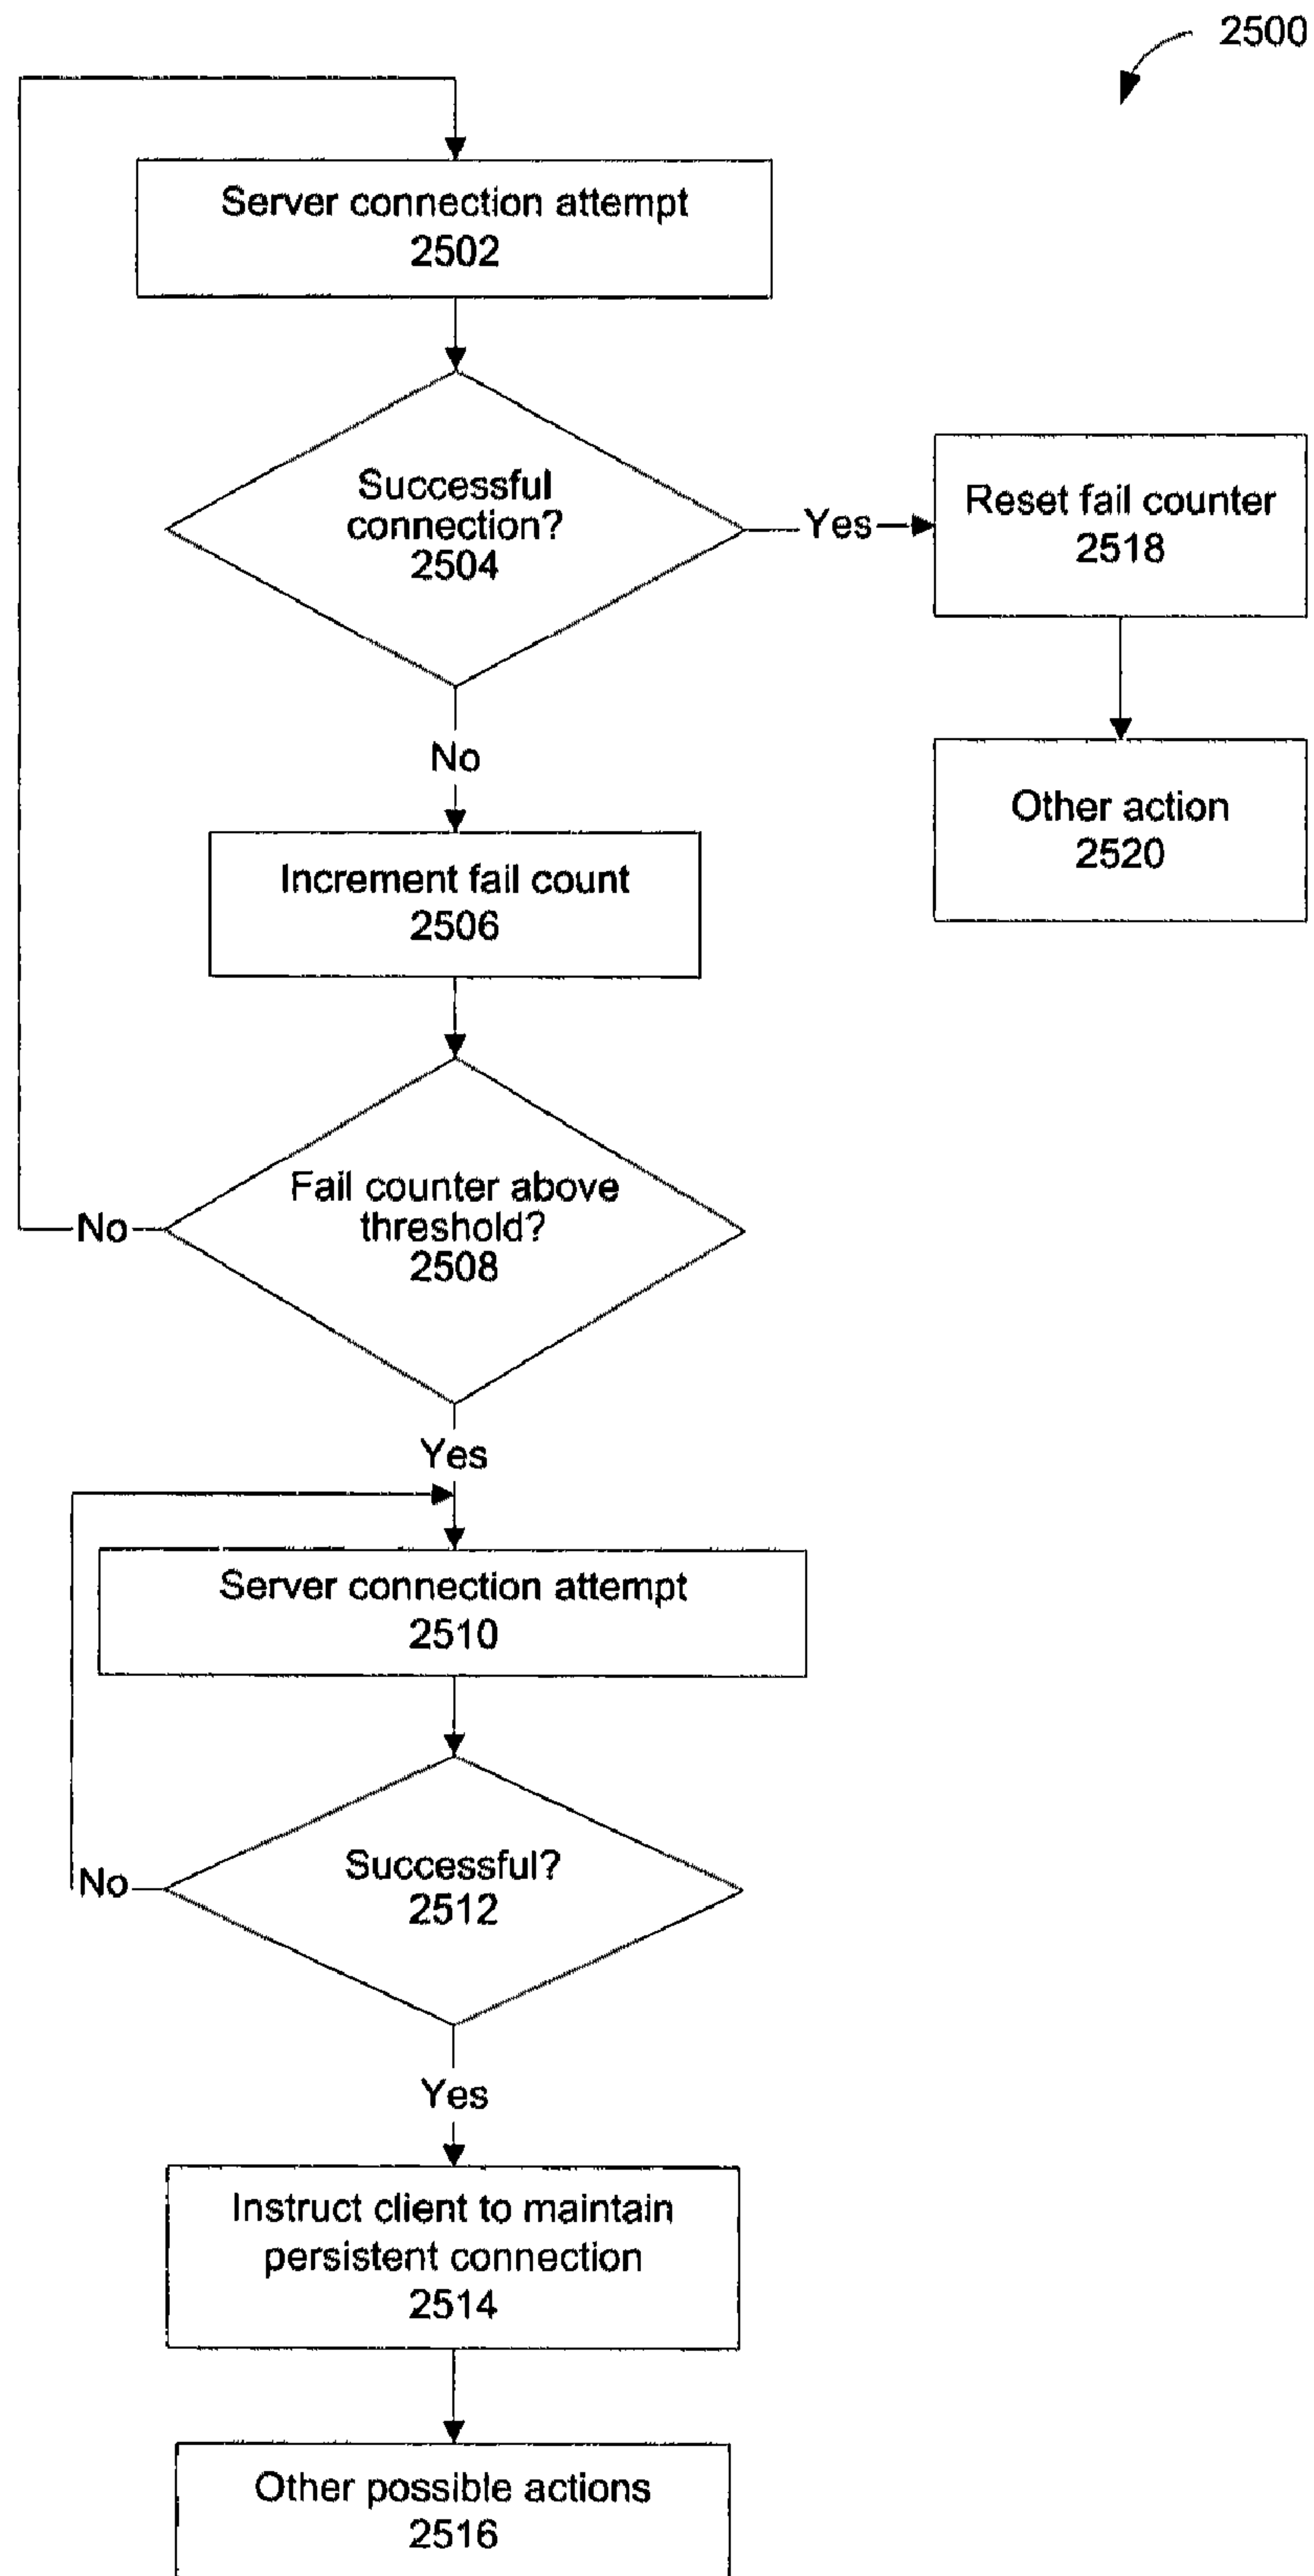 2500
Server connection attempt
2502
Successful
connection?
2504
Yes
Reset fail counter
2518
No
Other action
2520
Increment fail count
2506
Fail counter above
threshold?
2508
No
Yes
Server connection attempt
2510
Successful?
2512
No
Yes
Instruct client to maintain
persistent connection
2514
Other possible actions
2516